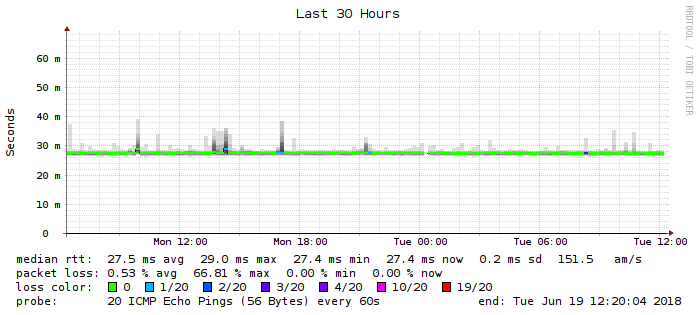 Last 30 Hours
RRDTOOL / TOBI OETIKER
Seconds
60 m
50 m
40 m
30 m
20 m
10 m
0
Mon 12:00 Mon 18:00 Tue 00:00 Tue 06:00 Tue 12:00
median rtt: 27.5 ms avg 29.0 ms max 27.4 ms min 27.4 ms now 0.2 ms sd 151.5 am/s
packet loss: 0.53 % avg 66.81 % max 0.00 % min 0.00 % now
loss color: 0 1/20 2/20 3/20 4/20 10/20 19/20
probe: 20 ICMP Echo Pings (56 Bytes) every 60s end: Tue Jun 19 12:20:04 2018